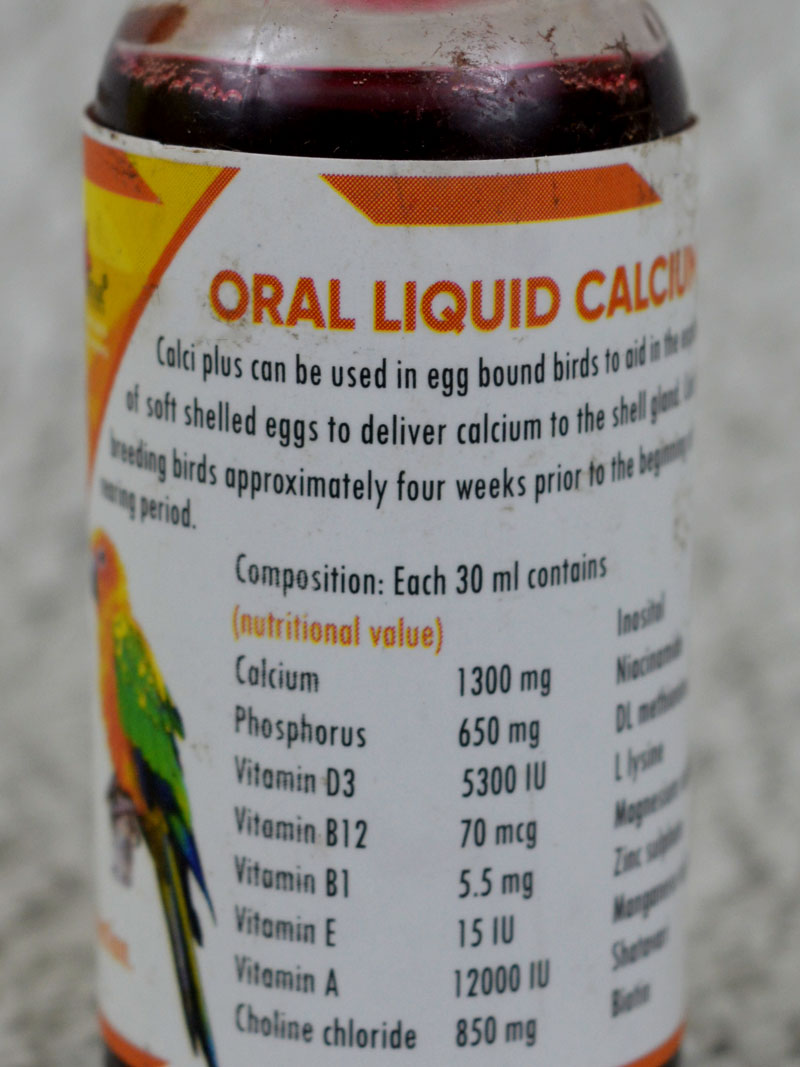 ORAL LIQUID
Calci plus can be used in egg bound birds to aid in the
of soft shelled eggs to deliver calcium to the shell gland.
breeding birds approximately four weeks prior to the beginning
period.
Composition: Each 30 ml contains
(nutritional value)
Calcium 1300 mg
Phosphorus 650 mg
Vitamin D3 5300 IU
Vitamin B12 70 mcg
Vitamin B1 5.5 mg
Vitamin E 15 IU
Vitamin A 12000 IU
Choline chloride 850 mg
Inositol
Niacinamide
DL
L lysine
Zinc
Shatavari
Biotin